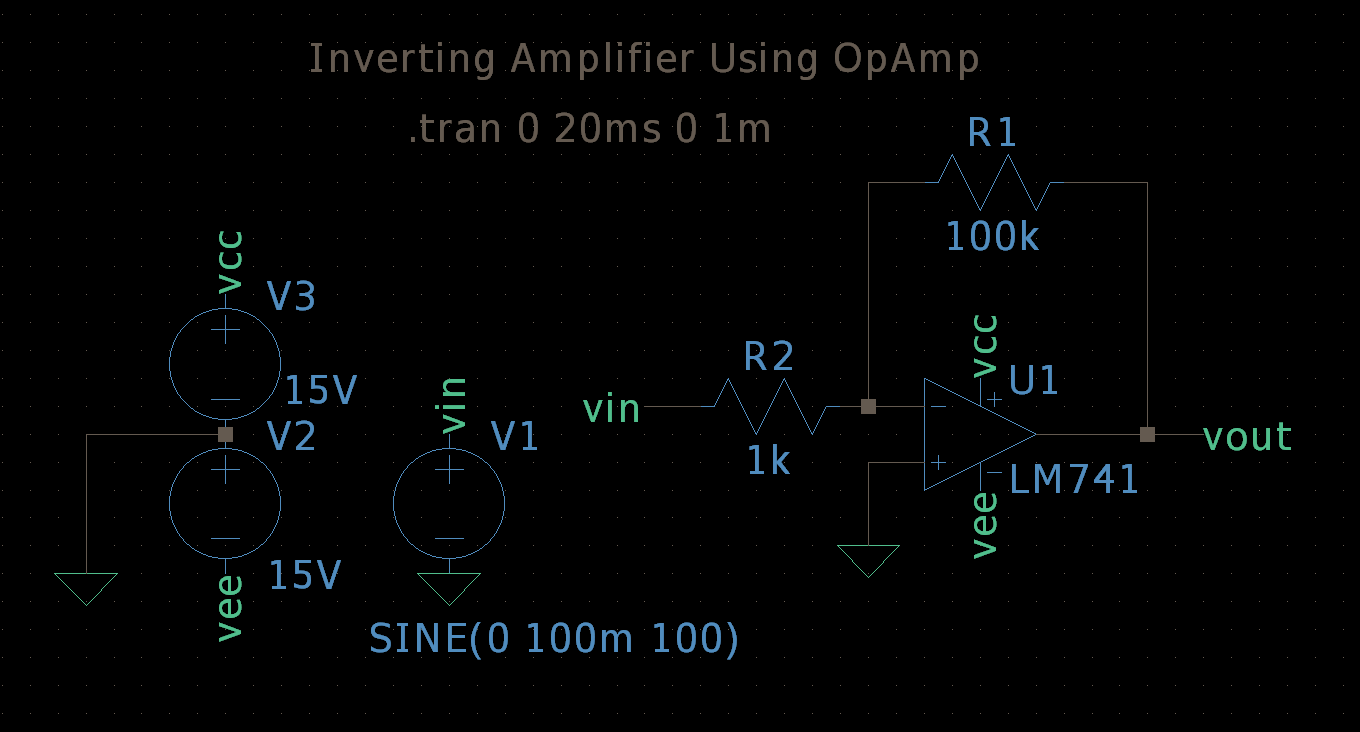 Inverting Amplifier Using OpAmp
.tran 0 20ms 0 1m
R1
100k
vcc
V3
15V
V2
15V
vee
vin
V1
SINE(0 100m 100)
vin
R2
1k
vcc
U1
LM741
vee
vout